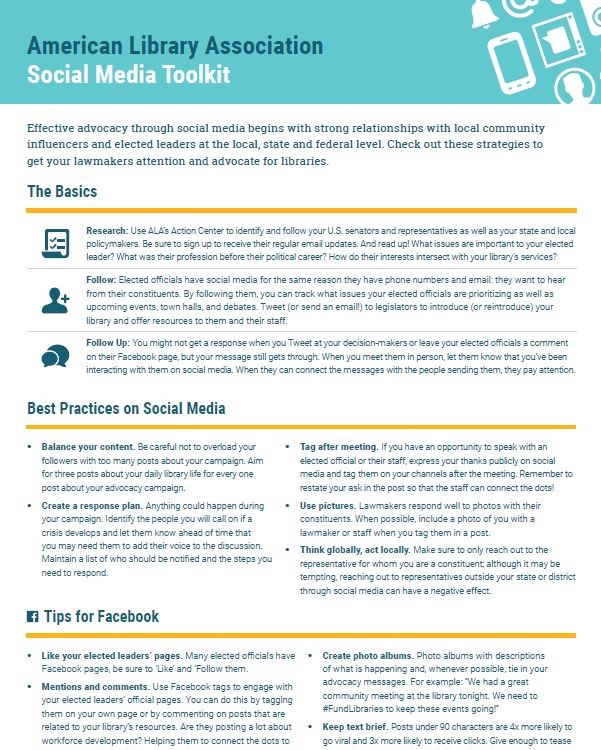 American Library Association
Social Media Toolkit
Effective advocacy through social media begins with strong relationships with local community
influencers and elected leaders at the local, state and federal level. Check out these strategies to
get your lawmakers attention and advocate for libraries.
The Basics
Research: Use ALA's Action Center to identify and follow your U.S. senators and representatives as well as your state and local
policymakers. Be sure to sign up to receive their regular email updates. And read up! What issues are important to your elected
leader? What was their profession before their political career? How do their interests intersect with your library's services?
Follow: Elected officials have social media for the same reason they have phone numbers and email: they want to hear
from their constituents. By following them, you can track what issues your elected officials are prioritizing as well as
upcoming events, town halls, and debates. Tweet (or send an email!) to legislators to introduce (or reintroduce) your
library and offer resources to them and their staff.
Follow Up: You might not get a response when you Tweet at your decision-makers or leave your elected officials a comment
on their Facebook page, but your message still gets through. When you meet them in person, let them know that you've been
interacting with them on social media. When they can connect the messages with the people sending them, they pay attention.
Best Practices on Social Media
• Balance your content. Be careful not to overload your
followers with too many posts about your campaign. Aim
for three posts about your daily library life for every one
post about your advocacy campaign.
• Create a response plan. Anything could happen during
your campaign. Identify the people you will call on if a
crisis develops and let them know ahead of time that
you may need them to add their voice to the discussion.
Maintain a list of who should be notified and the steps you
need to respond.
• Tag after meeting. If you have an opportunity to speak with an
elected official or their staff, express your thanks publicly on social
media and tag them on your channels after the meeting. Remember to
restate your ask in the post so that the staff can connect the dots!
• Use pictures. Lawmakers respond well to photos with their
constituents. When possible, include a photo of you with a
lawmaker or staff when you tag them in a post.
• Think globally, act locally. Make sure to only reach out to the
representative for whom you are a constituent; although it may be
tempting, reaching out to representatives outside your state or district
through social media can have a negative effect.
Tips for Facebook
• Like your elected leaders' pages. Many elected officials have
Facebook pages, be sure to 'Like' and 'Follow them.
• Mentions and comments. Use Facebook tags to engage with
your elected leaders' official pages. You can do this by tagging
them on your own page or by commenting on posts that are
related to your library's resources. Are they posting a lot about
workforce development? Helping them to connect the dots to
• Create photo albums. Photo albums with descriptions
of what is happening and, whenever possible, tie in your
advocacy messages. For example: "We had a great
community meeting at the library tonight. We need to
#FundLibraries to keep these events going!"
• Keep text brief. Posts under 90 characters are 4x more likely to
go viral and 3x more likely to receive clicks. Give enough to tease